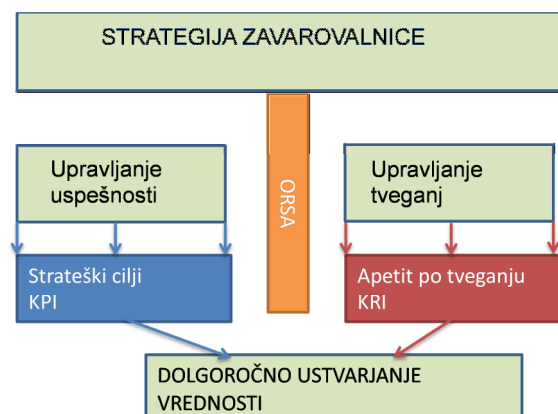 STRATEGIJA ZAVAROVALNICE
Upravljanje
uspešnosti
ORSA
Upravljanje
tveganj
Strateški cilji
KPI
Apetit po tveganju
KRI
DOLGOROČNO USTVARJANJE
VREDNOSTI